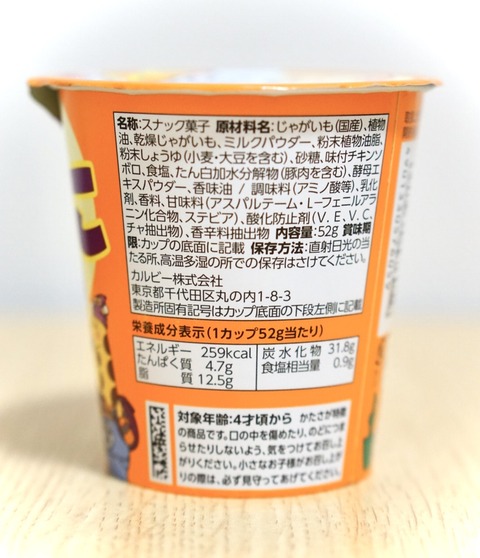 名称:スナック菓子 原材料名:じゃがいも(国産)、植物
油、乾燥じゃがいも、ミルクパウダー、粉末植物油脂、
粉末しょうゆ(小麦・大豆を含む)、砂糖、味付チキンソ
ボロ、食塩、たん白加水分解物(豚肉を含む)、酵母エ
キスパウダー、香味油 / 調味料(アミノ酸等)、乳化
剤、香料、甘味料(アスパルテーム・L-フェニルアラ
ニン化合物、ステビア)、酸化防止剤(V.E、V.C、
チャ抽出物)、香辛料抽出物 内容量:52g 賞味期
限:カップの底面に記載 保存方法:直射日光の当
たる所、高温多湿の所での保存はさけてください。
カルビー株式会社
東京都千代田区丸の内1-8-3
製造所固有記号はカップ底面の下段左側に記載
栄養成分表示(1カップ52g当たり)
エネルギー 259kcal
たんぱく質 4.7g
脂質 12.5g
炭水化物 31.8g
食塩相当量 0.9g
対象年齢:4才頃から かたさが特徴
の商品です。口の中を傷めたり、のどにつま
らせたりしないよう、気をつけてお召し上
がりください。小さなお子様がお召し上が
りの際は、必ず見守ってあげてください。